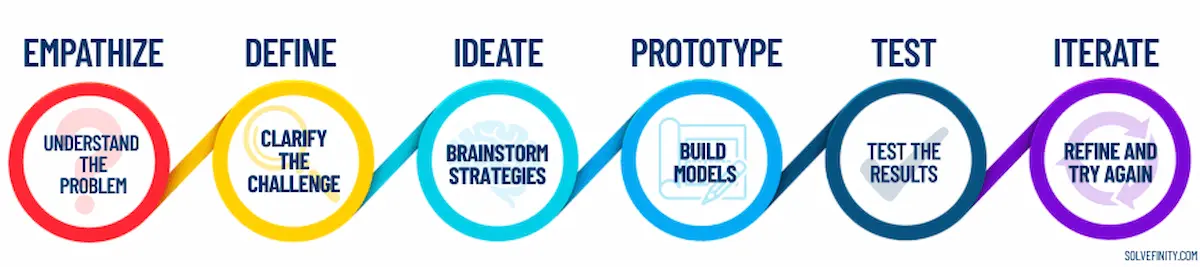 EMPATHIZE
DEFINE
IDEATE
PROTOTYPE
TEST
ITERATE
UNDERSTAND
THE
PROBLEM
CLARIFY
THE
CHALLENGE
BRAINSTORM
STRATEGIES
BUILD
MODELS
TEST THE
RESULTS
REFINE AND
TRY AGAIN
SOLVEFINITY.COM